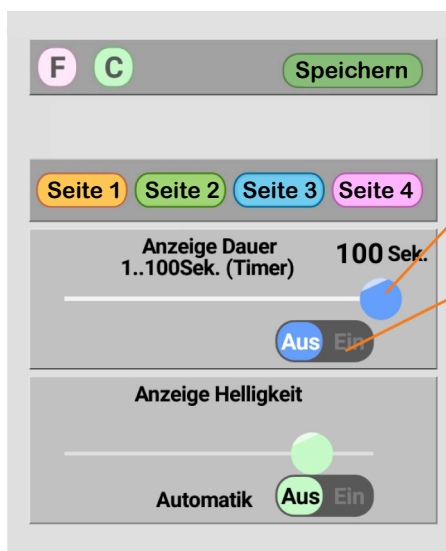 F C Speichern
Seite 1 Seite 2 Seite 3 Seite 4
Anzeige Dauer
1..100Sek. (Timer)
100 Sek.
Aus Ein
Anzeige Helligkeit
Automatik Aus Ein